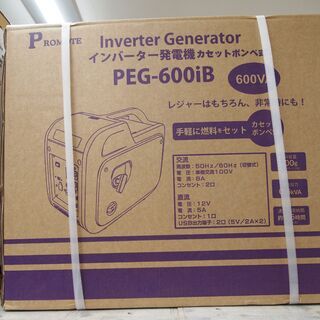 PROMOTE
Inverter Generator
インバーター発電機 カセットボンベ式
PEG-600iB
600VA
レジャーはもちろん、非常時にも!
手軽に燃料をセット
カセット
ボンベ
交流
周波数:50Hz/60Hz(切替式)
電圧:単相交流100V
電流:6A
コンセント:2口
直流
電圧:12V
電流:5A
コンセント:1口
USB出力端子:2口(5V/2A×2)